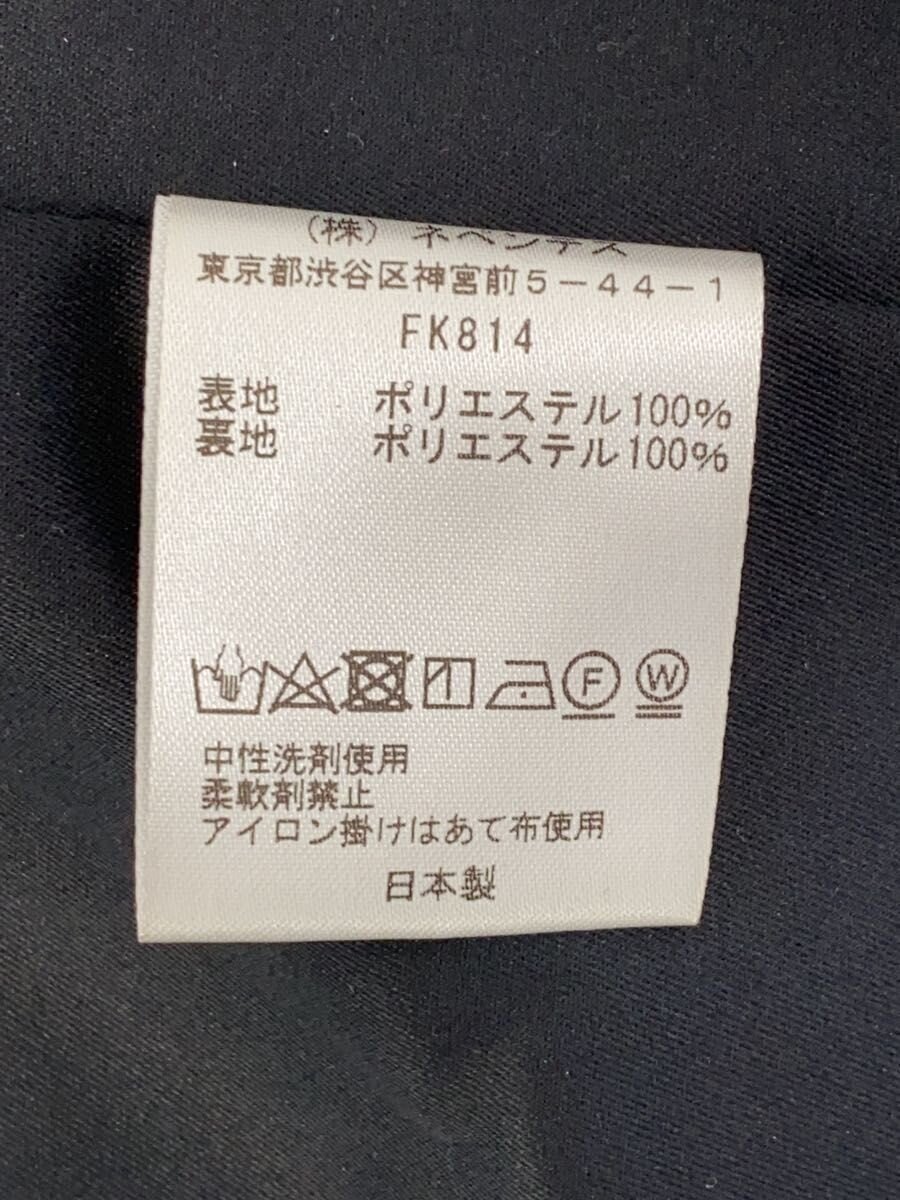 (株) ネペンテス
東京都渋谷区神宮前5-44-1
FK814
表地 ポリエステル100%
裏地 ポリエステル100%
F W
中性洗剤使用
柔軟剤禁止
アイロン掛けはあて布使用
日本製